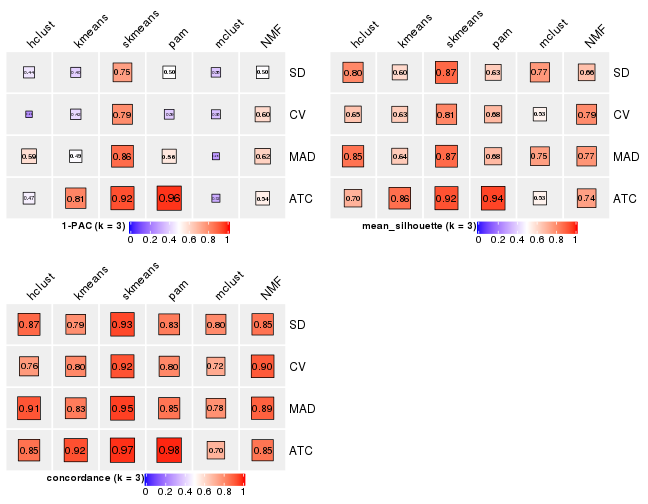 hclust kmeans skmeans pam mclust NMF
0.75 0.50 0.50 SD
0.79 0.60 CV
0.59 0.49 0.86 0.56 0.62 MAD
0.47 0.81 0.92 0.96 0.54 ATC
1-PAC (k = 3)
0 0.2 0.4 0.6 0.8 1
hclust kmeans skmeans pam mclust NMF
0.80 0.60 0.87 0.63 0.77 0.66 SD
0.65 0.63 0.81 0.68 0.53 0.79 CV
0.85 0.64 0.87 0.68 0.75 0.77 MAD
0.70 0.86 0.92 0.94 0.53 0.74 ATC
mean_silhouette (k = 3)
0 0.2 0.4 0.6 0.8 1
hclust kmeans skmeans pam mclust NMF
0.87 0.79 0.93 0.83 0.80 0.85 SD
0.76 0.80 0.92 0.80 0.72 0.90 CV
0.91 0.83 0.95 0.85 0.78 0.89 MAD
0.85 0.92 0.97 0.98 0.70 0.85 ATC
concordance (k = 3)
0 0.2 0.4 0.6 0.8 1